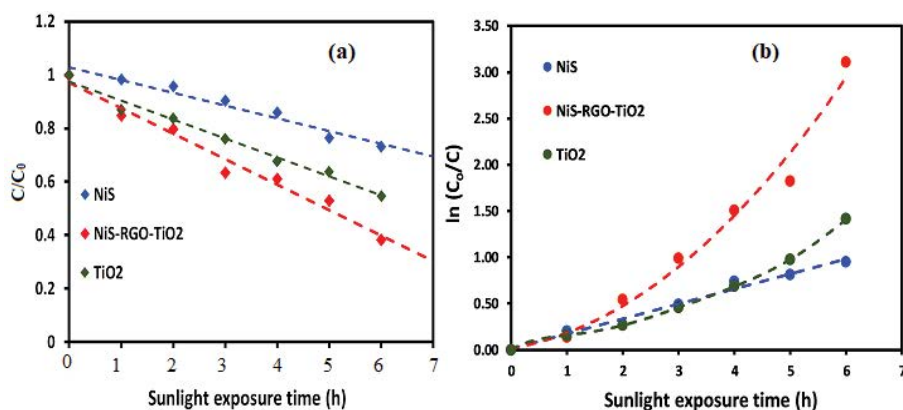 (a)
C/C₀
1.2
1
0.8
0.6
0.4
0.2
0
NiS
NiS-RGO-TiO2
TiO2
0 1 2 3 4 5 6 7
Sunlight exposure time (h)
(b)
ln (Cₒ/C)
3.50
3.00
2.50
2.00
1.50
1.00
0.50
0.00
NiS
NiS-RGO-TiO2
TiO2
0 1 2 3 4 5 6 7
Sunlight exposure time (h)